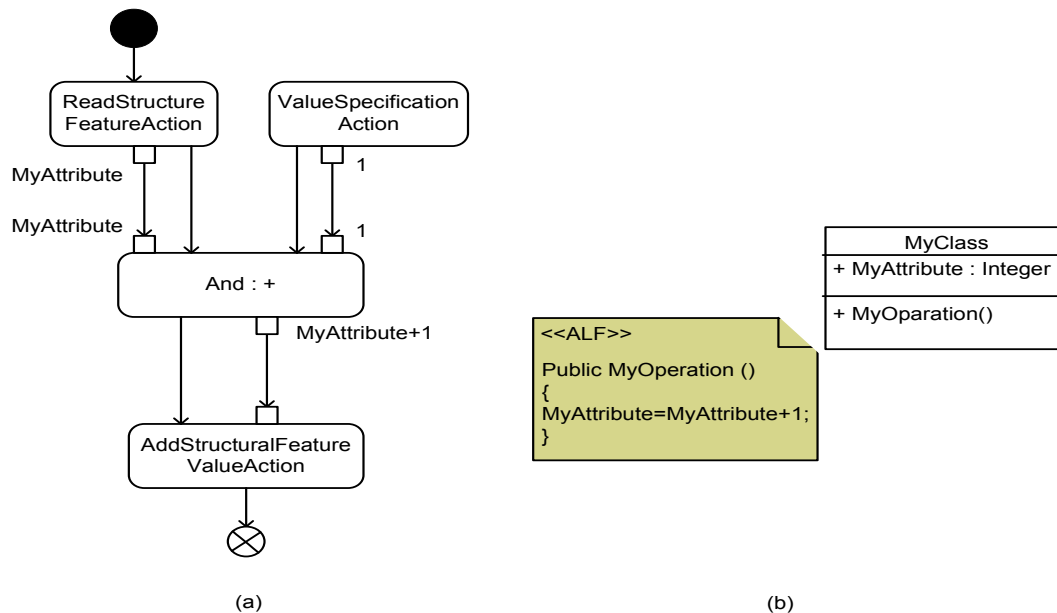 ReadStructure
FeatureAction
ValueSpecification
Action
MyAttribute
1
MyAttribute
1
And : +
MyAttribute+1
AddStructuralFeature
ValueAction
(a)
MyClass
+ MyAttribute : Integer
+ MyOparation()
<<ALF>>
Public MyOperation ()
{
MyAttribute=MyAttribute+1;
}
(b)